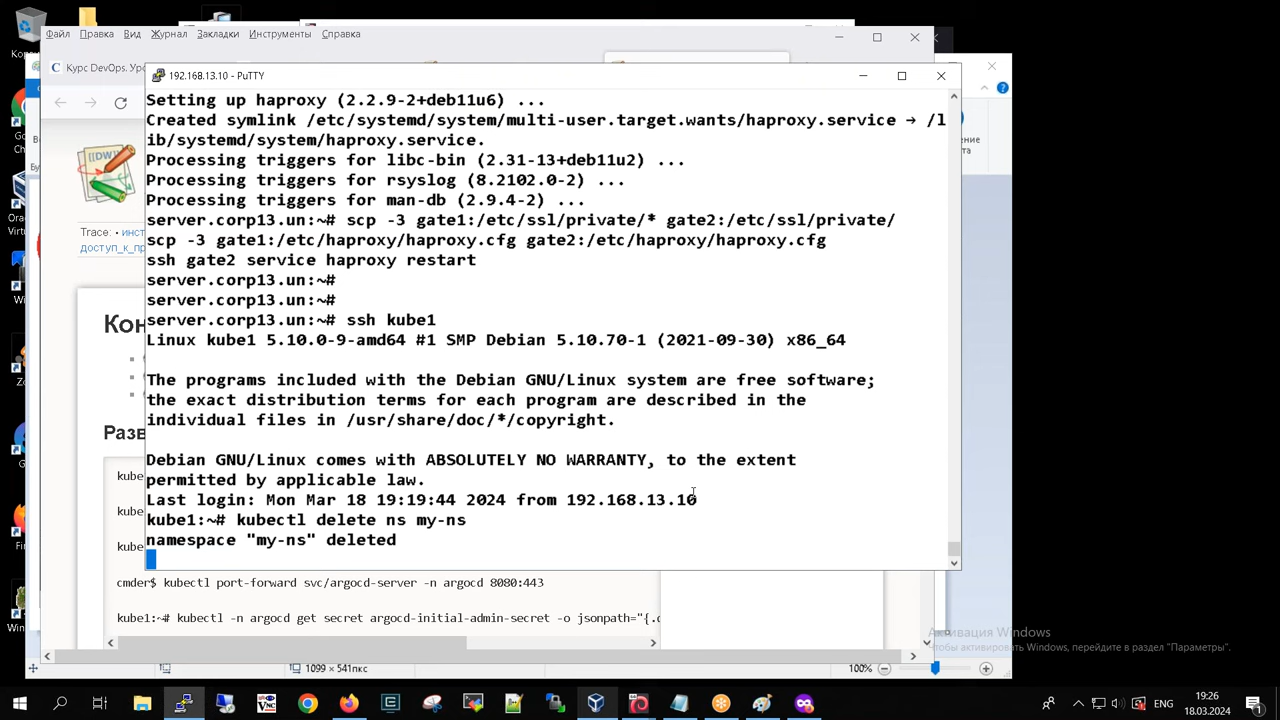 Файл Правка Вид Журнал Закладки Инструменты Справка
C Курс DevOps. Ур
192.168.13.10 - PuTTY
Setting up haproxy (2.2.9-2+deb11u6) ...
Created symlink /etc/systemd/system/multi-user.target.wants/haproxy.service → /l
ib/systemd/system/haproxy.service.
Processing triggers for libc-bin (2.31-13+deb11u2) ...
Processing triggers for rsyslog (8.2102.0-2) ...
Processing triggers for man-db (2.9.4-2) ...
server.corp13.un:~# scp -3 gate1:/etc/ssl/private/* gate2:/etc/ssl/private/
scp -3 gate1:/etc/haproxy/haproxy.cfg gate2:/etc/haproxy/haproxy.cfg
ssh gate2 service haproxy restart
server.corp13.un:~#
server.corp13.un:~#
server.corp13.un:~# ssh kube1
Linux kube1 5.10.0-9-amd64 #1 SMP Debian 5.10.70-1 (2021-09-30) x86_64
The programs included with the Debian GNU/Linux system are free software;
the exact distribution terms for each program are described in the
individual files in /usr/share/doc/*/copyright.
Debian GNU/Linux comes with ABSOLUTELY NO WARRANTY, to the extent
permitted by applicable law.
Last login: Mon Mar 18 19:19:44 2024 from 192.168.13.10
kube1:~# kubectl delete ns my-ns
namespace "my-ns" deleted
[DW]
Trace: • инст
доступ_к_пр
Кон
Разв
kube
kube
kube
cmder$ kubectl port-forward svc/argocd-server -n argocd 8080:443
kube1:~# kubectl -n argocd get secret argocd-initial-admin-secret -o jsonpath="{.c
1099 × 541пкс
100%
Активация Windows
Чтобы активировать Windows, перейдите в раздел "Параметры".
ENG
19:26
18.03.2024
1